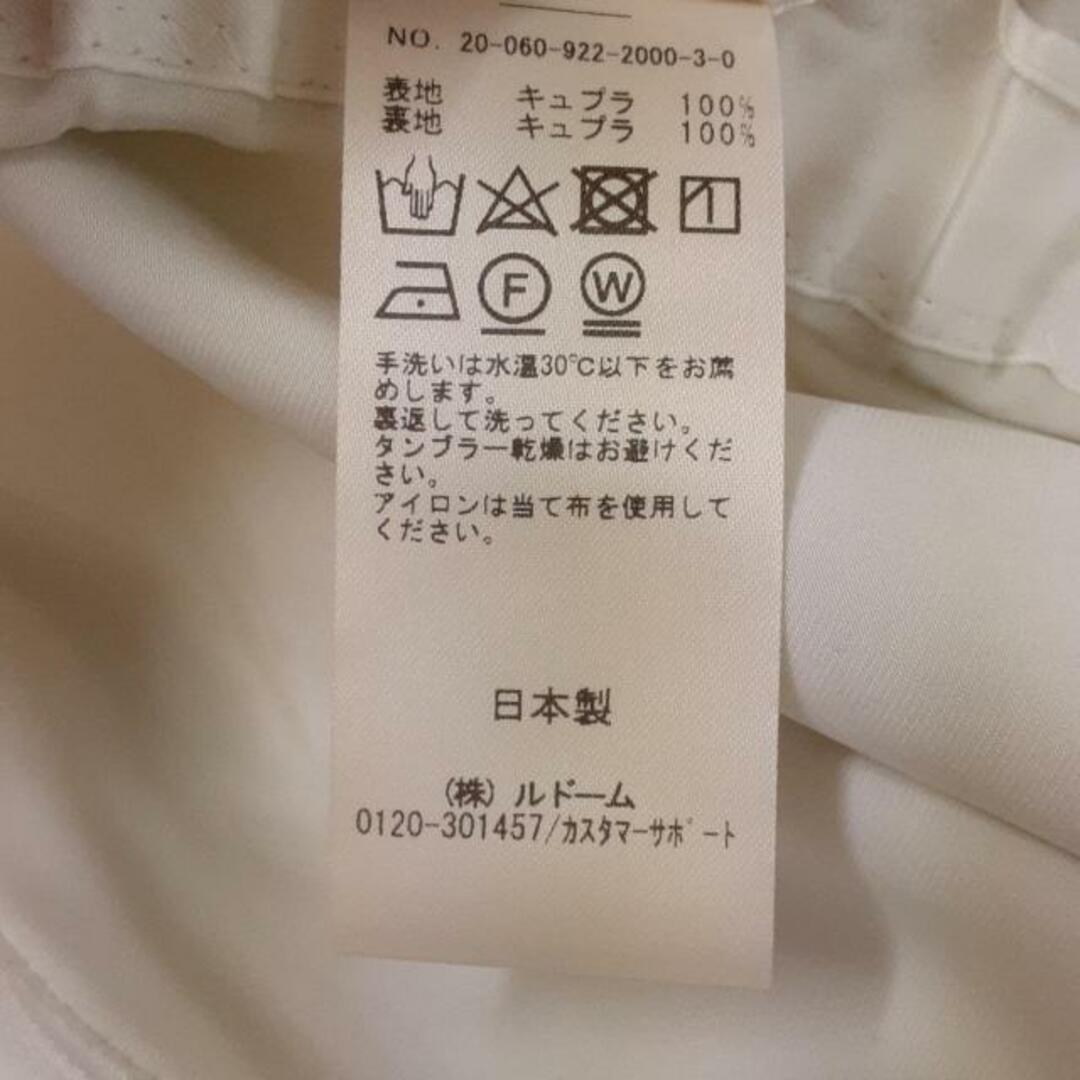 NO. 20-060-922-2000-3-0
表地 キュプラ 100%
裏地 キュプラ 100%
F W
手洗いは水温30℃以下をお薦
めします。
裏返して洗ってください。
タンブラー乾燥はお避けくだ
さい。
アイロンは当て布を使用して
ください。
日本製
(株)ルドーム
0120-301457/カスタマーサポート